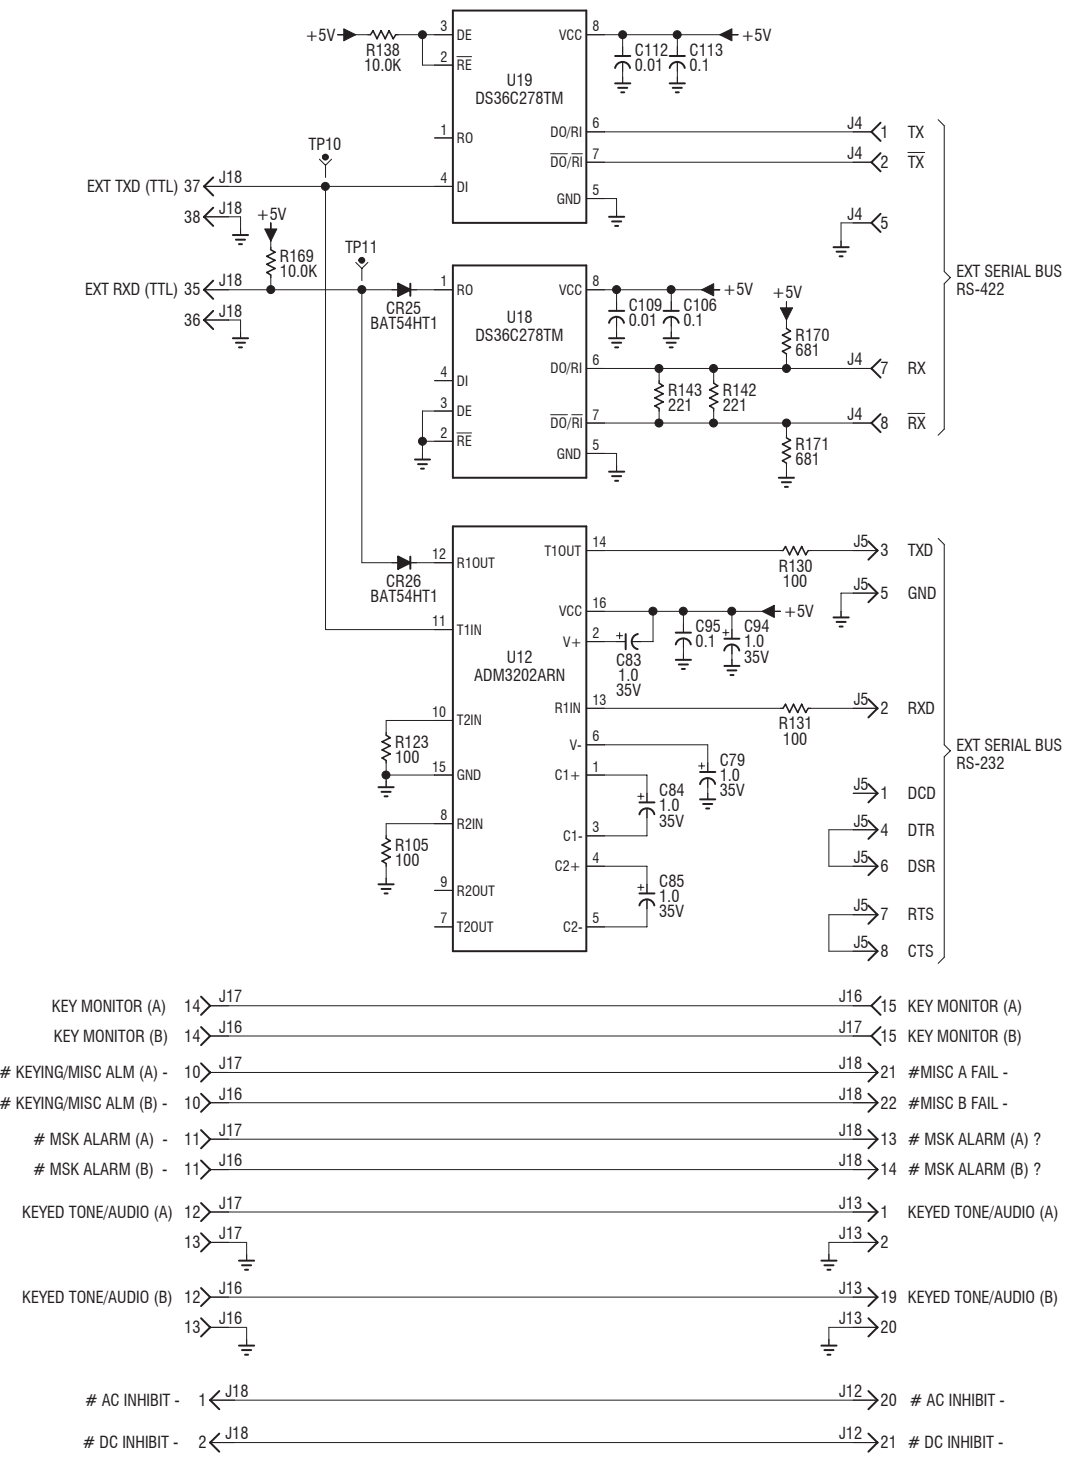 +5V
R138
10.0K
3 DE
2 RE
U19
DS36C278TM
VCC 8
C112
0.01
C113
0.1
+5V
1 RO
DO/RI 6
J4 1 TX
DO/RI 7
J4 2 TX
TP10
EXT TXD (TTL) 37 J18
4 DI
GND 5
38 J18
J4 5
+5V
R169
10.0K
TP11
EXT SERIAL BUS
RS-422
EXT RXD (TTL) 35 J18
CR25
BAT54HT1
1 RO
36 J18
U18
DS36C278TM
VCC 8
C109
0.01
C106
0.1
+5V
+5V
R170
681
4 DI
DO/RI 6
J4 7 RX
3 DE
R143
221
R142
221
2 RE
DO/RI 7
J4 8 RX
GND 5
R171
681
12 R1OUT
CR26
BAT54HT1
T1OUT 14
R130
100
J5 3 TXD
J5 5 GND
11 T1IN
VCC 16
+5V
V+ 2
C83
1.0
35V
C95
0.1
C94
1.0
35V
U12
ADM3202ARN
10 T2IN
R1IN 13
R131
100
J5 2 RXD
R123
100
V- 6
C79
1.0
35V
EXT SERIAL BUS
RS-232
15 GND
C1+ 1
C84
1.0
35V
J5 1 DCD
8 R2IN
C1- 3
J5 4 DTR
R105
100
C2+ 4
J5 6 DSR
9 R2OUT
C85
1.0
35V
7 T2OUT
C2- 5
J5 7 RTS
J5 8 CTS
KEY MONITOR (A) 14 J17 J16 15 KEY MONITOR (A)
KEY MONITOR (B) 14 J16 J17 15 KEY MONITOR (B)
# KEYING/MISC ALM (A) - 10 J17 J18 21 #MISC A FAIL -
# KEYING/MISC ALM (B) - 10 J16 J18 22 #MISC B FAIL -
# MSK ALARM (A) - 11 J17 J18 13 # MSK ALARM (A) ?
# MSK ALARM (B) - 11 J16 J18 14 # MSK ALARM (B) ?
KEYED TONE/AUDIO (A) 12 J17 J13 1 KEYED TONE/AUDIO (A)
13 J17 J13 2
KEYED TONE/AUDIO (B) 12 J16 J13 19 KEYED TONE/AUDIO (B)
13 J16 J13 20
# AC INHIBIT - 1 J18 J12 20 # AC INHIBIT -
# DC INHIBIT - 2 J18 J12 21 # DC INHIBIT -